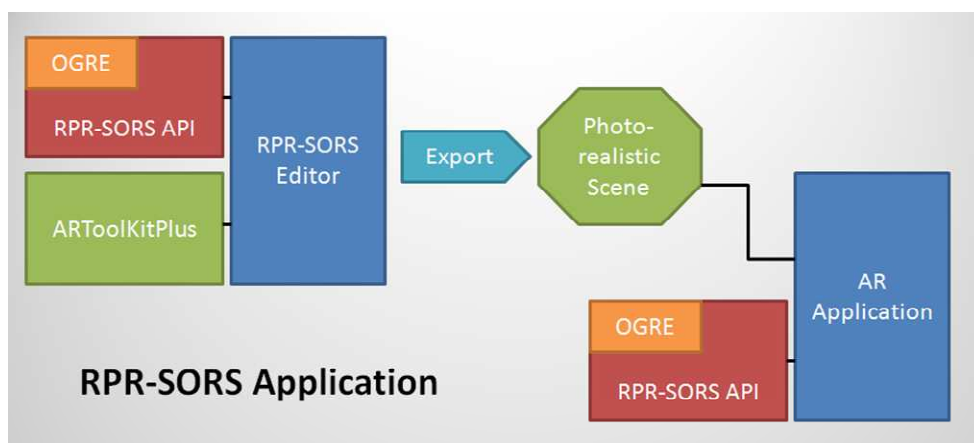 OGRE
RPR-SORS API
ARToolKitPlus
RPR-SORS
Editor
Export
Photo-
realistic
Scene
AR
Application
OGRE
RPR-SORS API
RPR-SORS Application